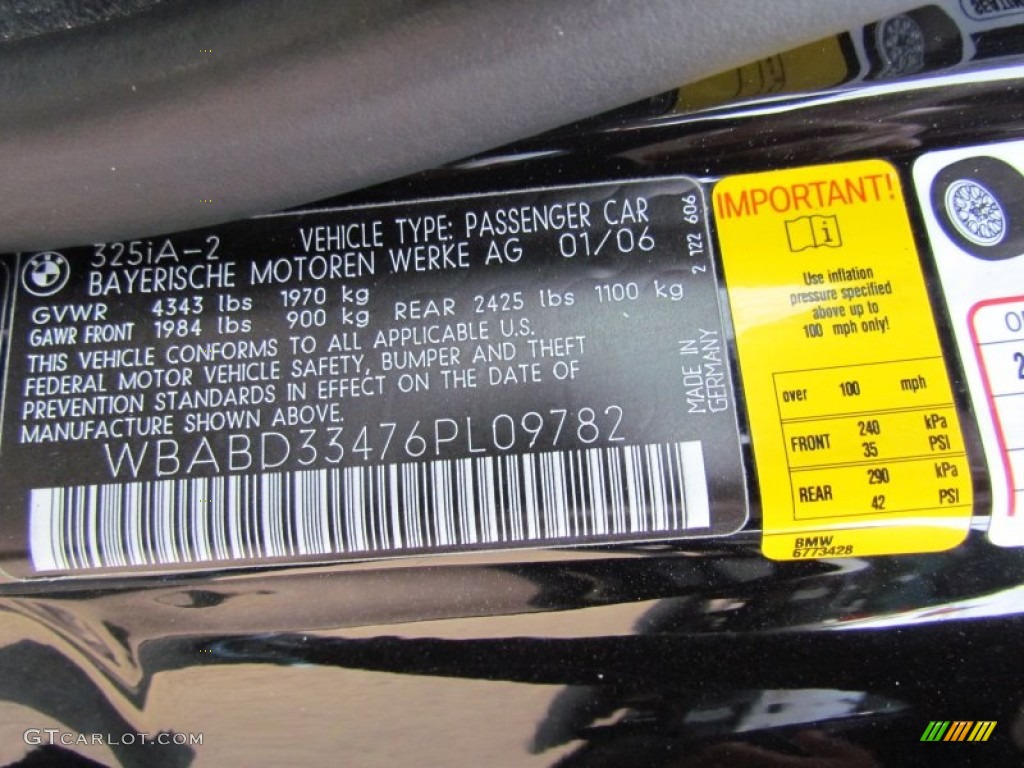 325iA-2 VEHICLE TYPE: PASSENGER CAR
BAYERISCHE MOTOREN WERKE AG 01/06
GVWR 4343 lbs 1970 kg
GAWR FRONT 1984 lbs 900 kg REAR 2425 lbs 1100 kg
THIS VEHICLE CONFORMS TO ALL APPLICABLE U.S.
FEDERAL MOTOR VEHICLE SAFETY, BUMPER AND THEFT
PREVENTION STANDARDS IN EFFECT ON THE DATE OF
MANUFACTURE SHOWN ABOVE.
WBABD33476PL09782
2 122 606
MADE IN
GERMANY
IMPORTANT!
i
Use inflation
pressure specified
above up to
100 mph only!
over 100 mph
FRONT 240 kPa
35 PSI
REAR 290 kPa
42 PSI
BMW
6773428
GTCARLOT.COM